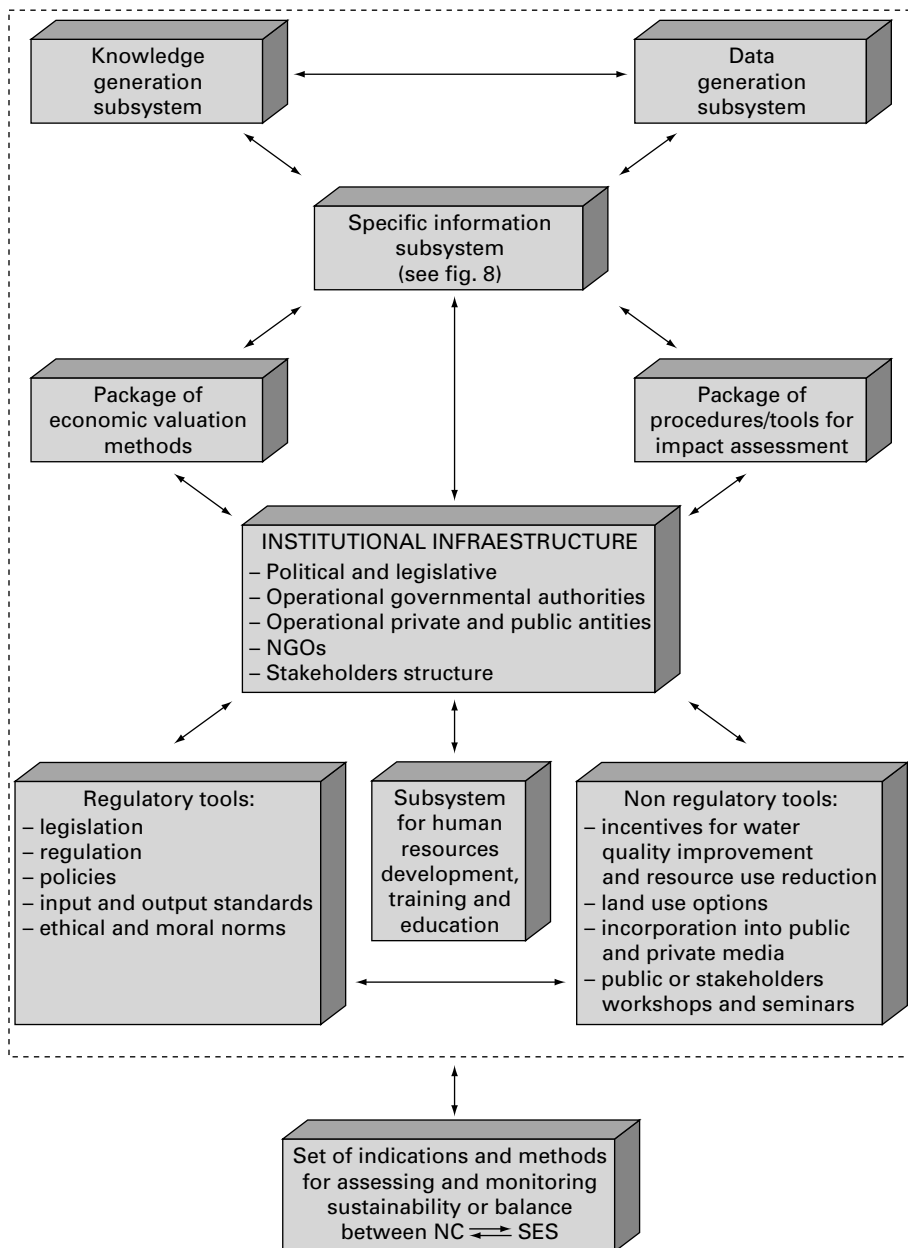 Knowledge
generation
subsystem
Data
generation
subsystem
Specific information
subsystem
(see fig. 8)
Package of
economic valuation
methods
Package of
procedures/tools for
impact assessment
INSTITUTIONAL INFRAESTRUCTURE
– Political and legislative
– Operational governmental authorities
– Operational private and public antities
– NGOs
– Stakeholders structure
Regulatory tools:
– legislation
– regulation
– policies
– input and output standards
– ethical and moral norms
Subsystem
for human
resources
development,
training and
education
Non regulatory tools:
– incentives for water
quality improvement
and resource use reduction
– land use options
– incorporation into public
and private media
– public or stakeholders
workshops and seminars
Set of indications and methods
for assessing and monitoring
sustainability or balance
between NC ⇄ SES